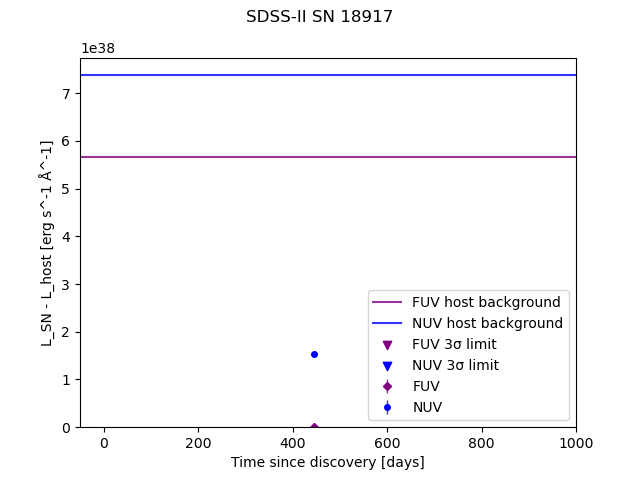 SDSS-II SN 18917
1e38
7
6
5
4
3
2
1
0
L_SN - L_host [erg s^-1 Å^-1]
FUV host background
NUV host background
FUV 3σ limit
NUV 3σ limit
FUV
NUV
0 200 400 600 800 1000
Time since discovery [days]